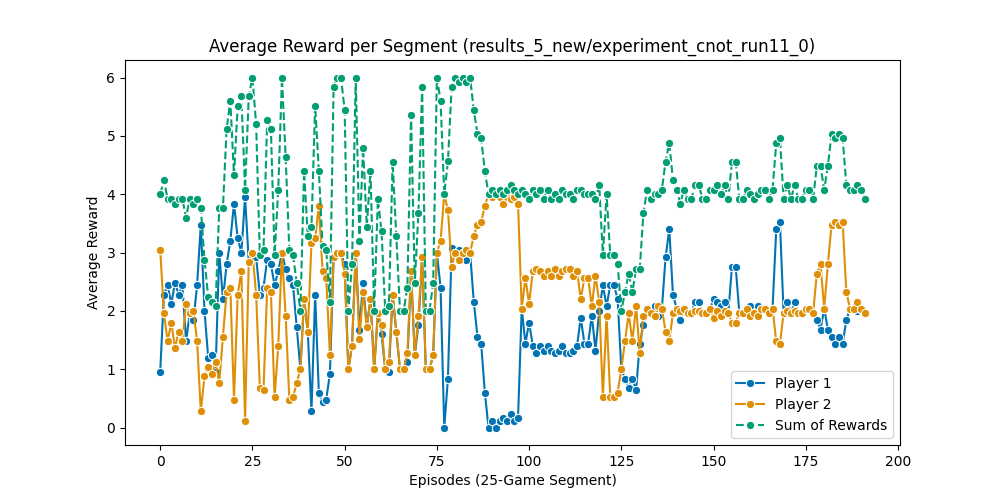 Average Reward per Segment (results_5_new/experiment_cnot_run11_0)
Average Reward
6
5
4
3
2
1
0
0 25 50 75 100 125 150 175 200
Episodes (25-Game Segment)
Player 1
Player 2
Sum of Rewards